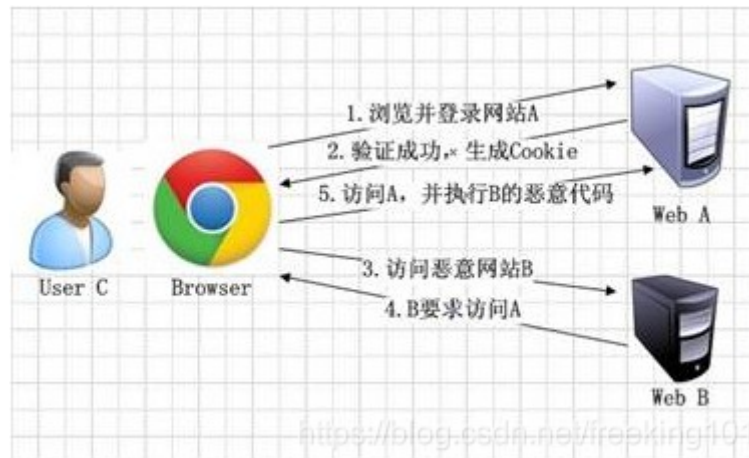 1.浏览并登录网站A
2.验证成功,× 生成Cookie
5.访问A，并执行B的恶意代码
Web A
User C
Browser
3.访问恶意网站B
4.B要求访问A
Web B
https://blog.csdn.net/freeking101